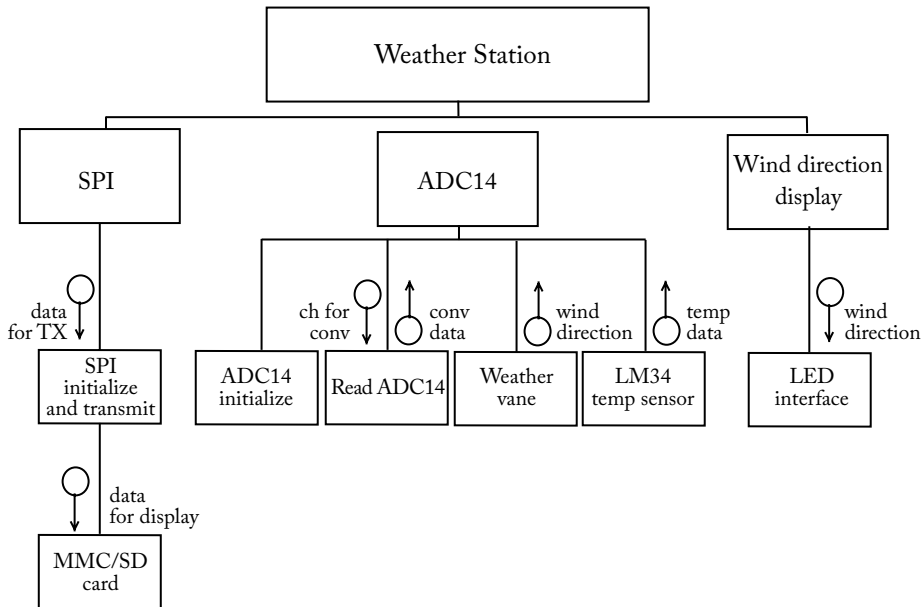 Weather Station
SPI
ADC14
Wind direction
display
data
for TX
ch for
conv
conv
data
wind
direction
temp
data
wind
direction
SPI
initialize
and transmit
ADC14
initialize
Read ADC14
Weather
vane
LM34
temp sensor
LED
interface
data
for display
MMC/SD
card